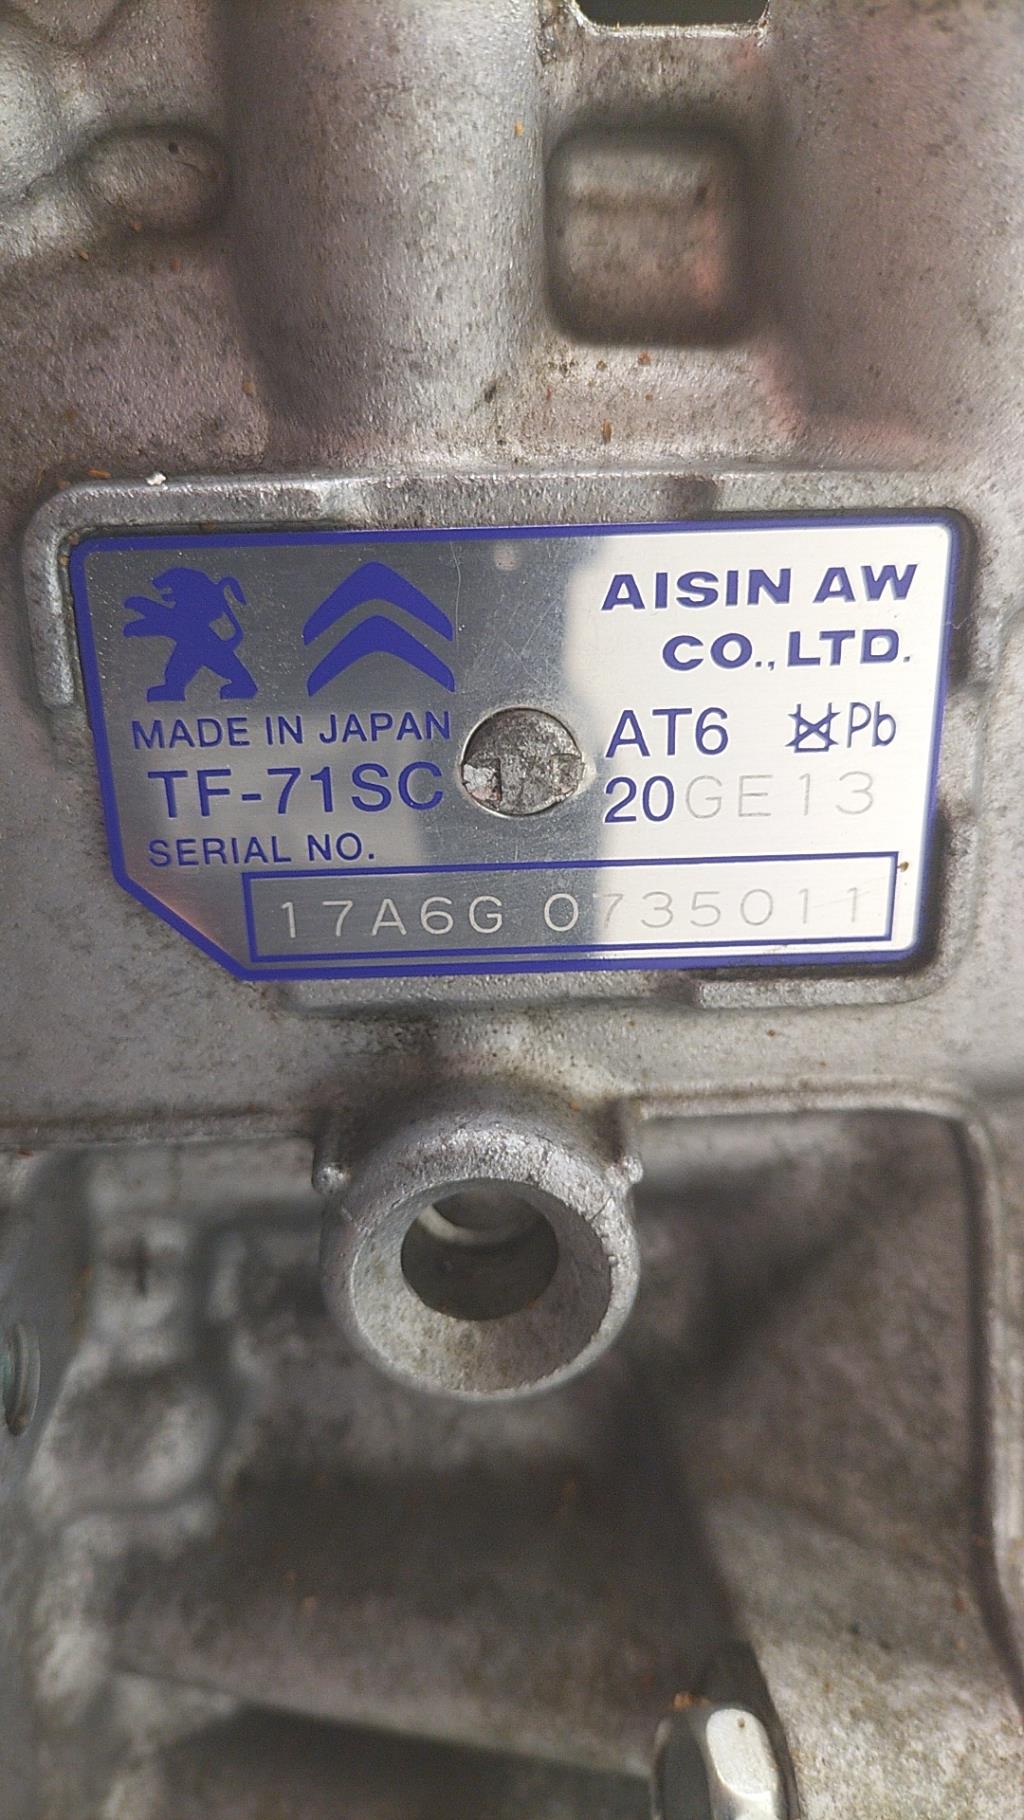 AISIN AW
CO., LTD.
MADE IN JAPAN
AT6 Pb
TF-71SC
20GE13
SERIAL NO.
17A6G 0735011